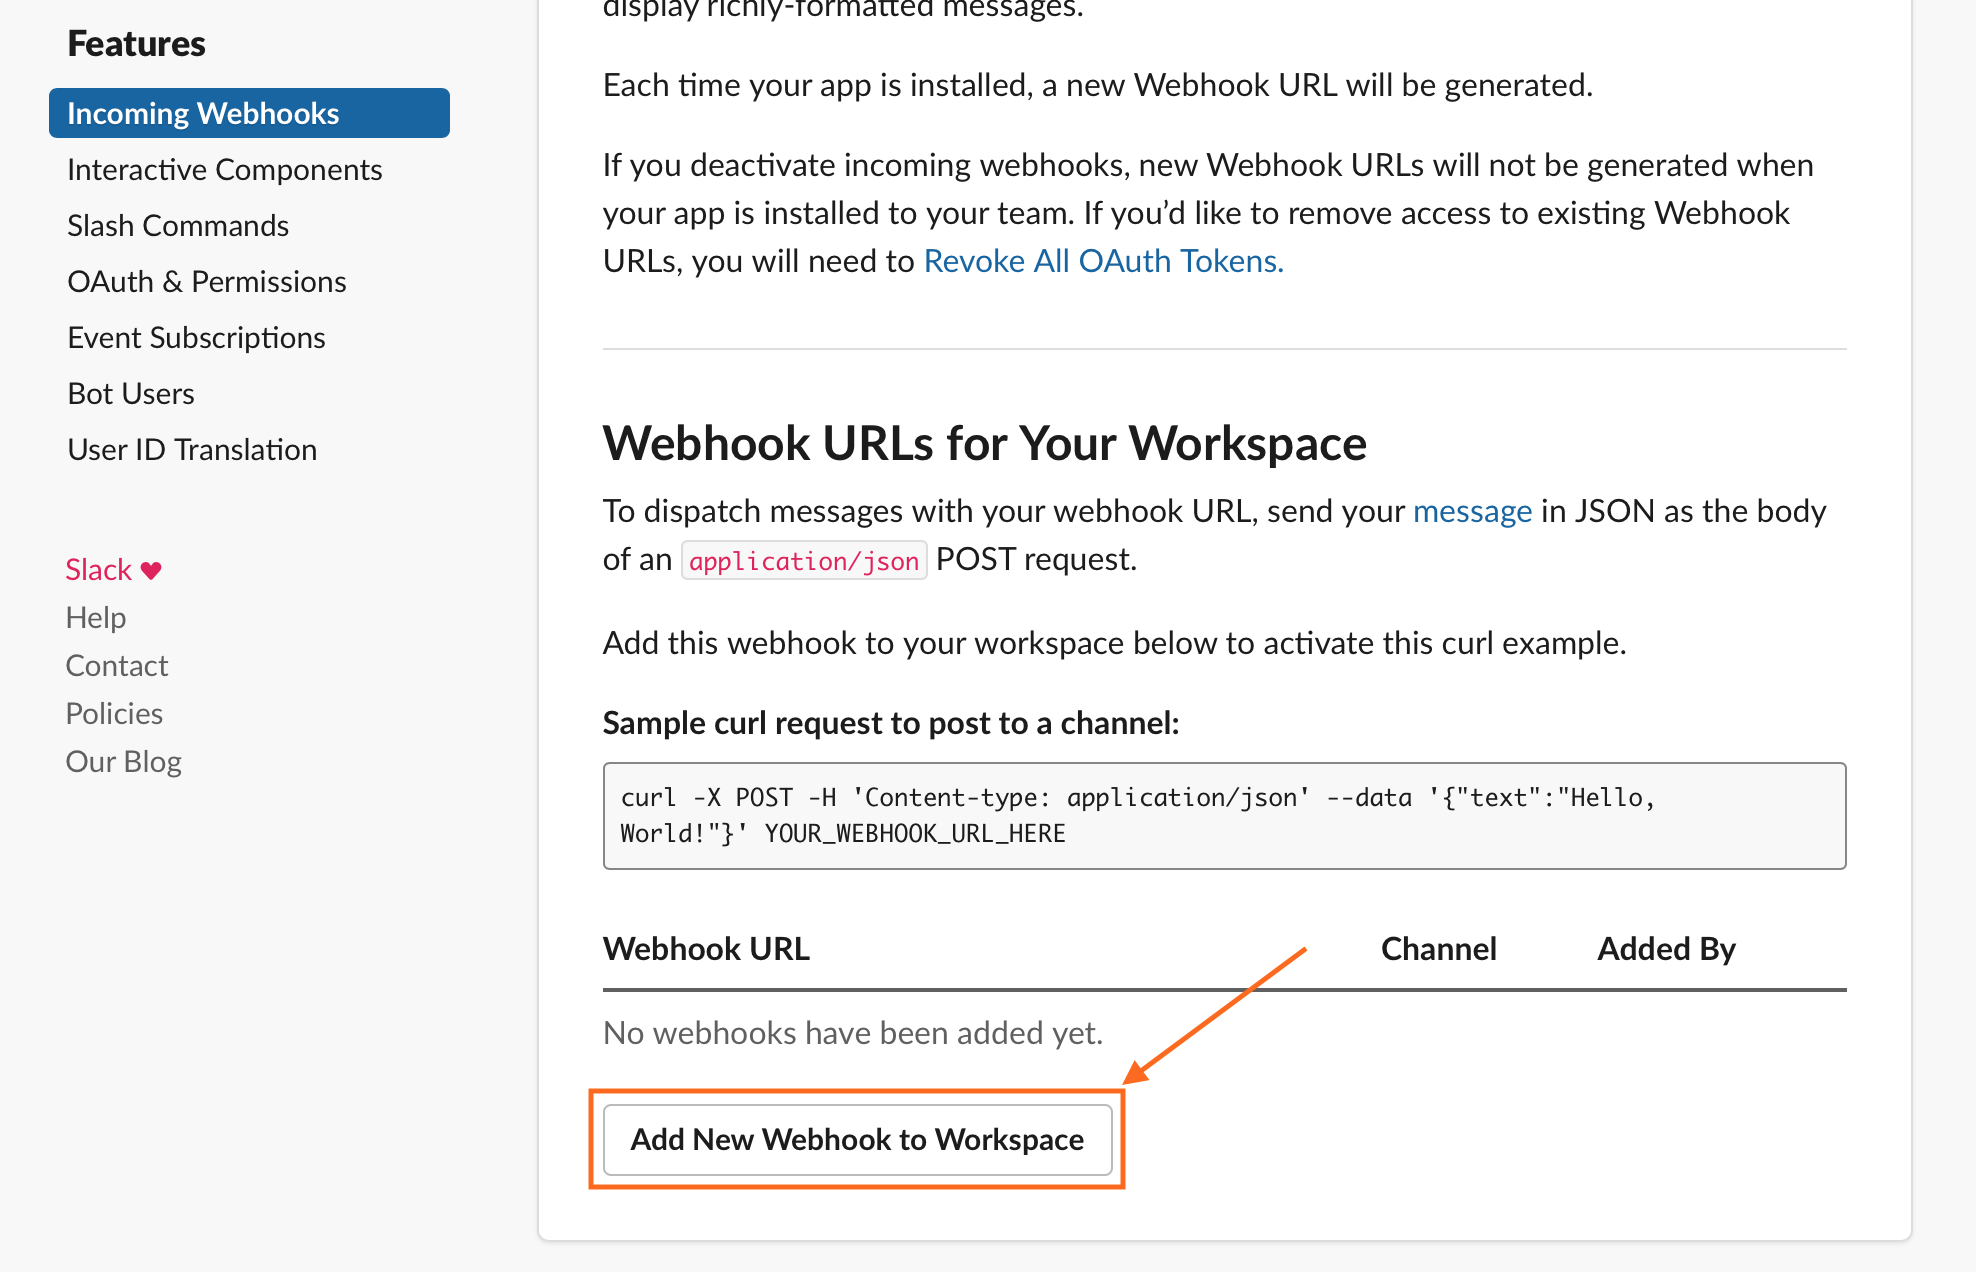 Features
Incoming Webhooks
Interactive Components
Slash Commands
OAuth & Permissions
Event Subscriptions
Bot Users
User ID Translation
Slack ♥
Help
Contact
Policies
Our Blog
display richly-formatted messages.
Each time your app is installed, a new Webhook URL will be generated.
If you deactivate incoming webhooks, new Webhook URLs will not be generated when
your app is installed to your team. If you’d like to remove access to existing Webhook
URLs, you will need to Revoke All OAuth Tokens.
Webhook URLs for Your Workspace
To dispatch messages with your webhook URL, send your message in JSON as the body
of an application/json POST request.
Add this webhook to your workspace below to activate this curl example.
Sample curl request to post to a channel:
curl -X POST -H 'Content-type: application/json' --data '{"text":"Hello,
World!"}' YOUR_WEBHOOK_URL_HERE
Webhook URL Channel Added By
No webhooks have been added yet.
Add New Webhook to Workspace